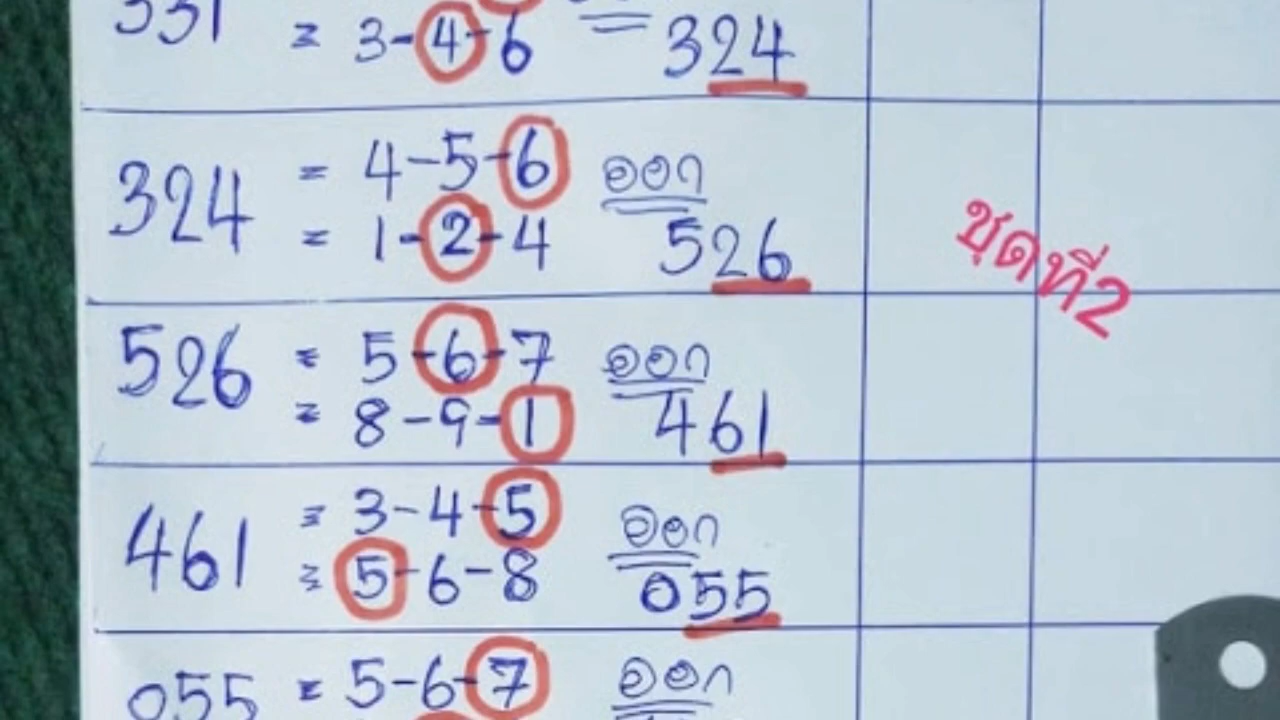 331 = 3-4-6
324
324 = 4-5-6 ออก
= 1-2-4 526
ชุดที่2
526 = 5-6-7 ออก
= 8-9-1 461
461 = 3-4-5 ออก
= 5-6-8 055
055 = 5-6-7 ออก